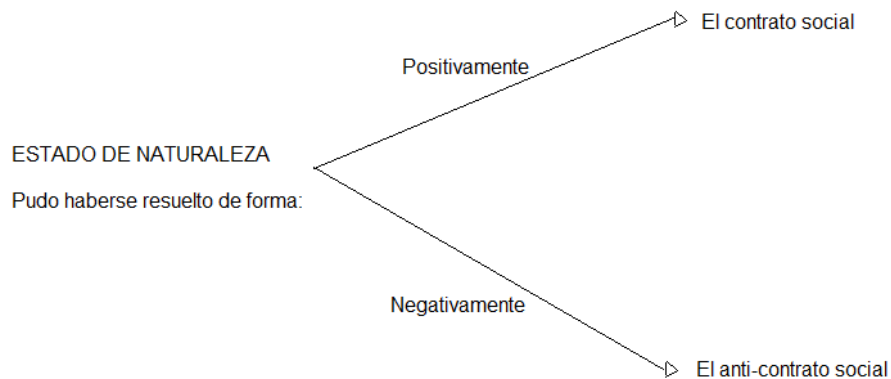 El contrato social
Positivamente
ESTADO DE NATURALEZA
Pudo haberse resuelto de forma:
Negativamente
El anti-contrato social